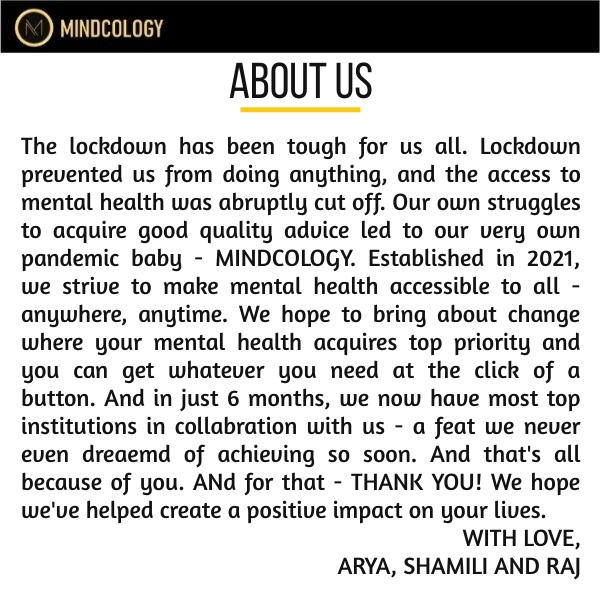 MINDCOLOGY
ABOUT US
The lockdown has been tough for us all. Lockdown
prevented us from doing anything, and the access to
mental health was abruptly cut off. Our own struggles
to acquire good quality advice led to our very own
pandemic baby - MINDCOLOGY. Established in 2021,
we strive to make mental health accessible to all -
anywhere, anytime. We hope to bring about change
where your mental health acquires top priority and
you can get whatever you need at the click of a
button. And in just 6 months, we now have most top
institutions in collabration with us - a feat we never
even dreaemd of achieving so soon. And that's all
because of you. ANd for that - THANK YOU! We hope
we've helped create a positive impact on your lives.
WITH LOVE,
ARYA, SHAMILI AND RAJ